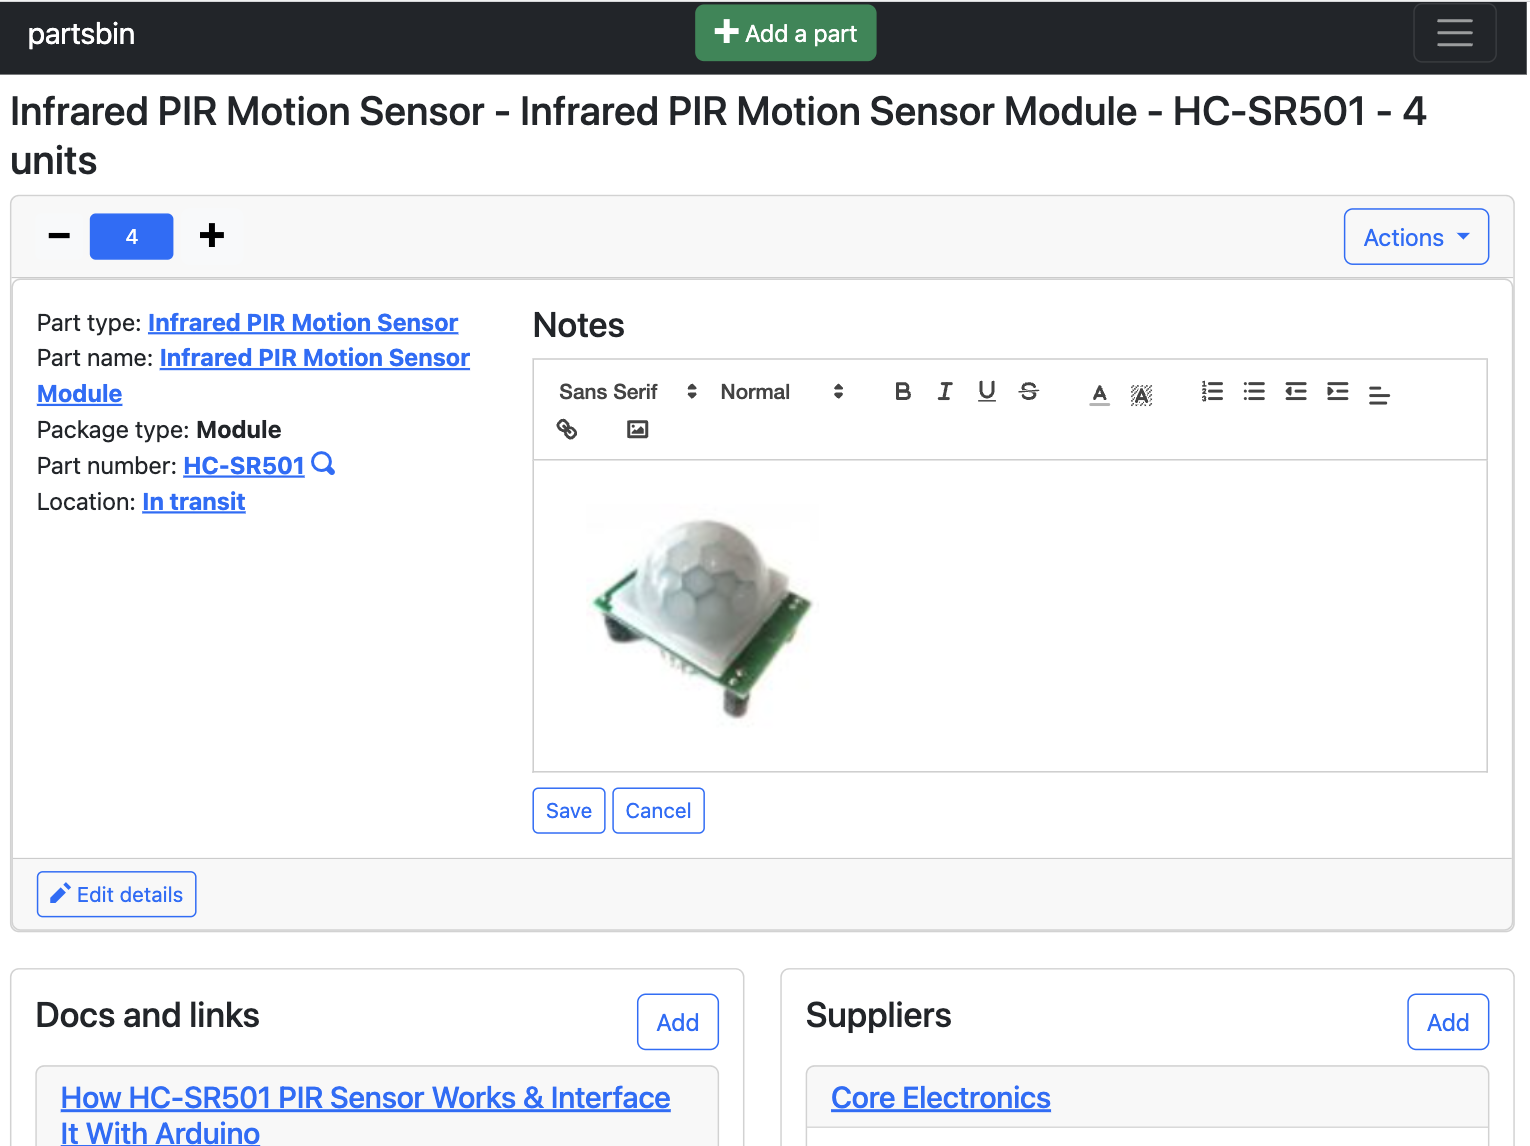 partsbin
Add a part
Infrared PIR Motion Sensor - Infrared PIR Motion Sensor Module - HC-SR501 - 4
units
4
Actions
Part type: Infrared PIR Motion Sensor
Part name: Infrared PIR Motion Sensor
Module
Package type: Module
Part number: HC-SR501
Location: In transit
Notes
Sans Serif Normal B I U S A A
Save Cancel
Edit details
Docs and links
Add
How HC-SR501 PIR Sensor Works & Interface
It With Arduino
Suppliers
Add
Core Electronics